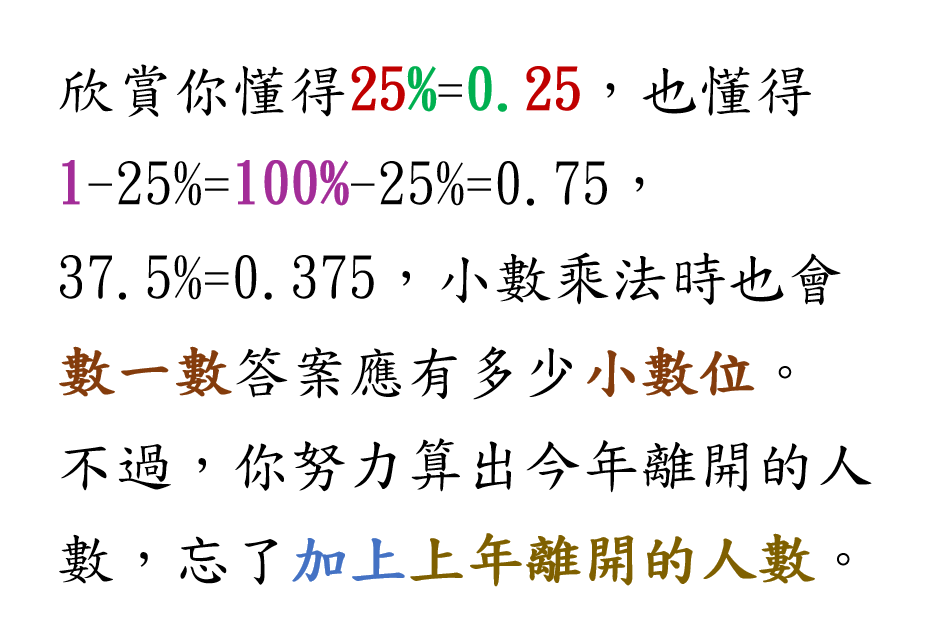 欣賞你懂得25%=0.25，也懂得
1-25%=100%-25%=0.75，
37.5%=0.375，小數乘法時也會
數一數答案應有多少小數位。
不過，你努力算出今年離開的人
數，忘了加上上年離開的人數。